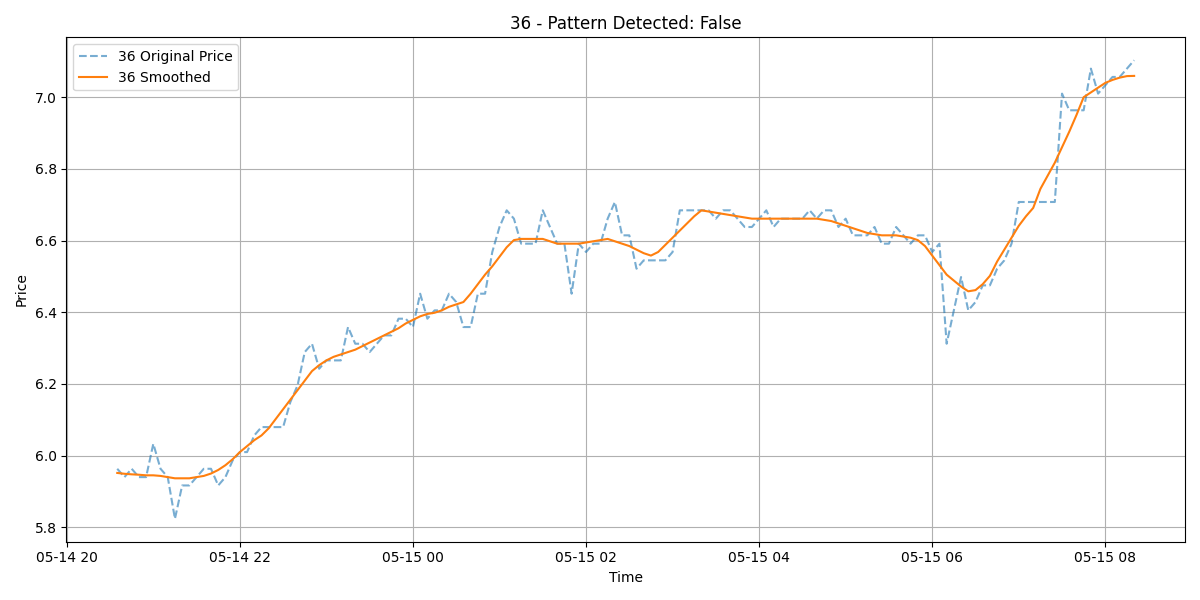 36 - Pattern Detected: False
36 Original Price
36 Smoothed
Price
7.0
6.8
6.6
6.4
6.2
6.0
5.8
05-14 20 05-14 22 05-15 00 05-15 02 05-15 04 05-15 06 05-15 08
Time